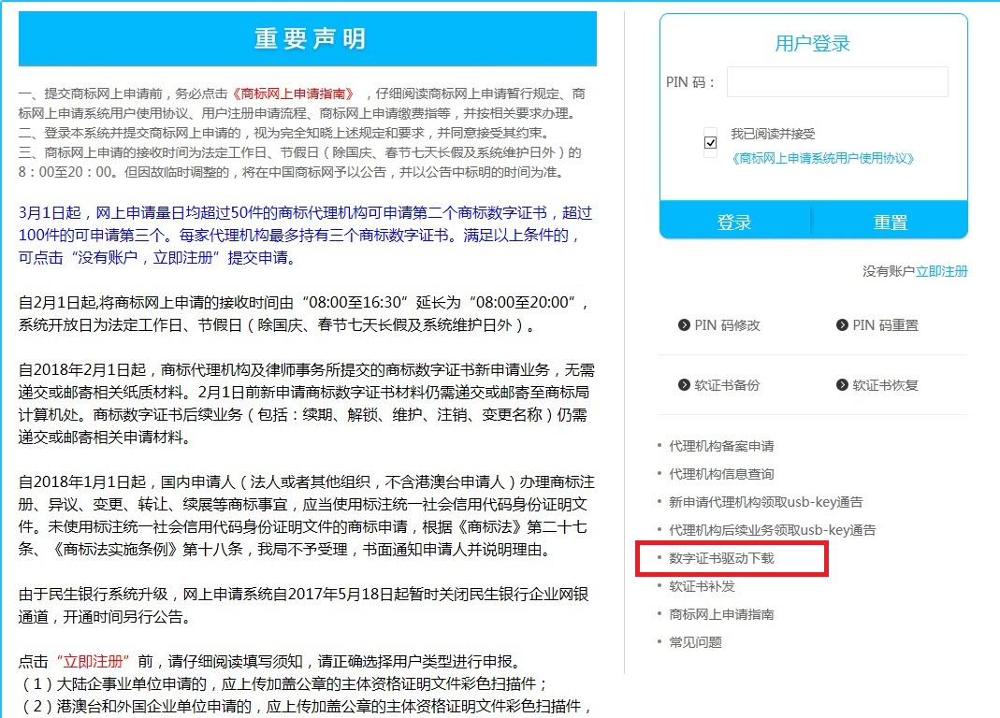 重要声明
一、提交商标网上申请前，务必点击《商标网上申请指南》，仔细阅读商标网上申请暂行规定、商
标网上申请系统用户使用协议、用户注册申请流程、商标网上申请缴费指等，并按相关要求办理。
二、登录本系统并提交商标网上申请的，视为完全知晓上述规定和要求，并同意接受其约束。
三、商标网上申请的接收时间为法定工作日、节假日（除国庆、春节七天长假及系统维护日外）的
8：00至20：00。但因故临时调整的，将在中国商标网予以公告，并以公告中标明的时间为准。
3月1日起，网上申请量日均超过50件的商标代理机构可申请第二个商标数字证书，超过
100件的可申请第三个。每家代理机构最多持有三个商标数字证书。满足以上条件的，
可点击“没有账户，立即注册”提交申请。
自2月1日起,将商标网上申请的接收时间由“08:00至16:30”延长为“08:00至20:00”，
系统开放日为法定工作日、节假日（除国庆、春节七天长假及系统维护日外）。
自2018年2月1日起，商标代理机构及律师事务所提交的商标数字证书新申请业务，无需
递交或邮寄相关纸质材料。2月1日前新申请商标数字证书材料仍需递交或邮寄至商标局
计算机处。商标数字证书后续业务（包括：续期、解锁、维护、注销、变更名称）仍需
递交或邮寄相关申请材料。
自2018年1月1日起，国内申请人（法人或者其他组织，不含港澳台申请人）办理商标注
册、异议、变更、转让、续展等商标事宜，应当使用标注统一社会信用代码身份证明文
件。未使用标注统一社会信用代码身份证明文件的商标申请，根据《商标法》第二十七
条、《商标法实施条例》第十八条，我局不予受理，书面通知申请人并说明理由。
由于民生银行系统升级，网上申请系统自2017年5月18日起暂时关闭民生银行企业网银
通道，开通时间另行公告。
点击“立即注册”前，请仔细阅读填写须知，请正确选择用户类型进行申报。
（1）大陆企事业单位申请的，应上传加盖公章的主体资格证明文件彩色扫描件；
（2）港澳台和外国企业单位申请的，应上传加盖公章的主体资格证明文件彩色扫描件，
用户登录
PIN 码：
我已阅读并接受
《商标网上申请系统用户使用协议》
登录 重置
没有账户立即注册
PIN 码修改 PIN 码重置
软证书备份 软证书恢复
代理机构备案申请
代理机构信息查询
新申请代理机构领取usb-key通告
代理机构后续业务领取usb-key通告
数字证书驱动下载
软证书补发
商标网上申请指南
常见问题